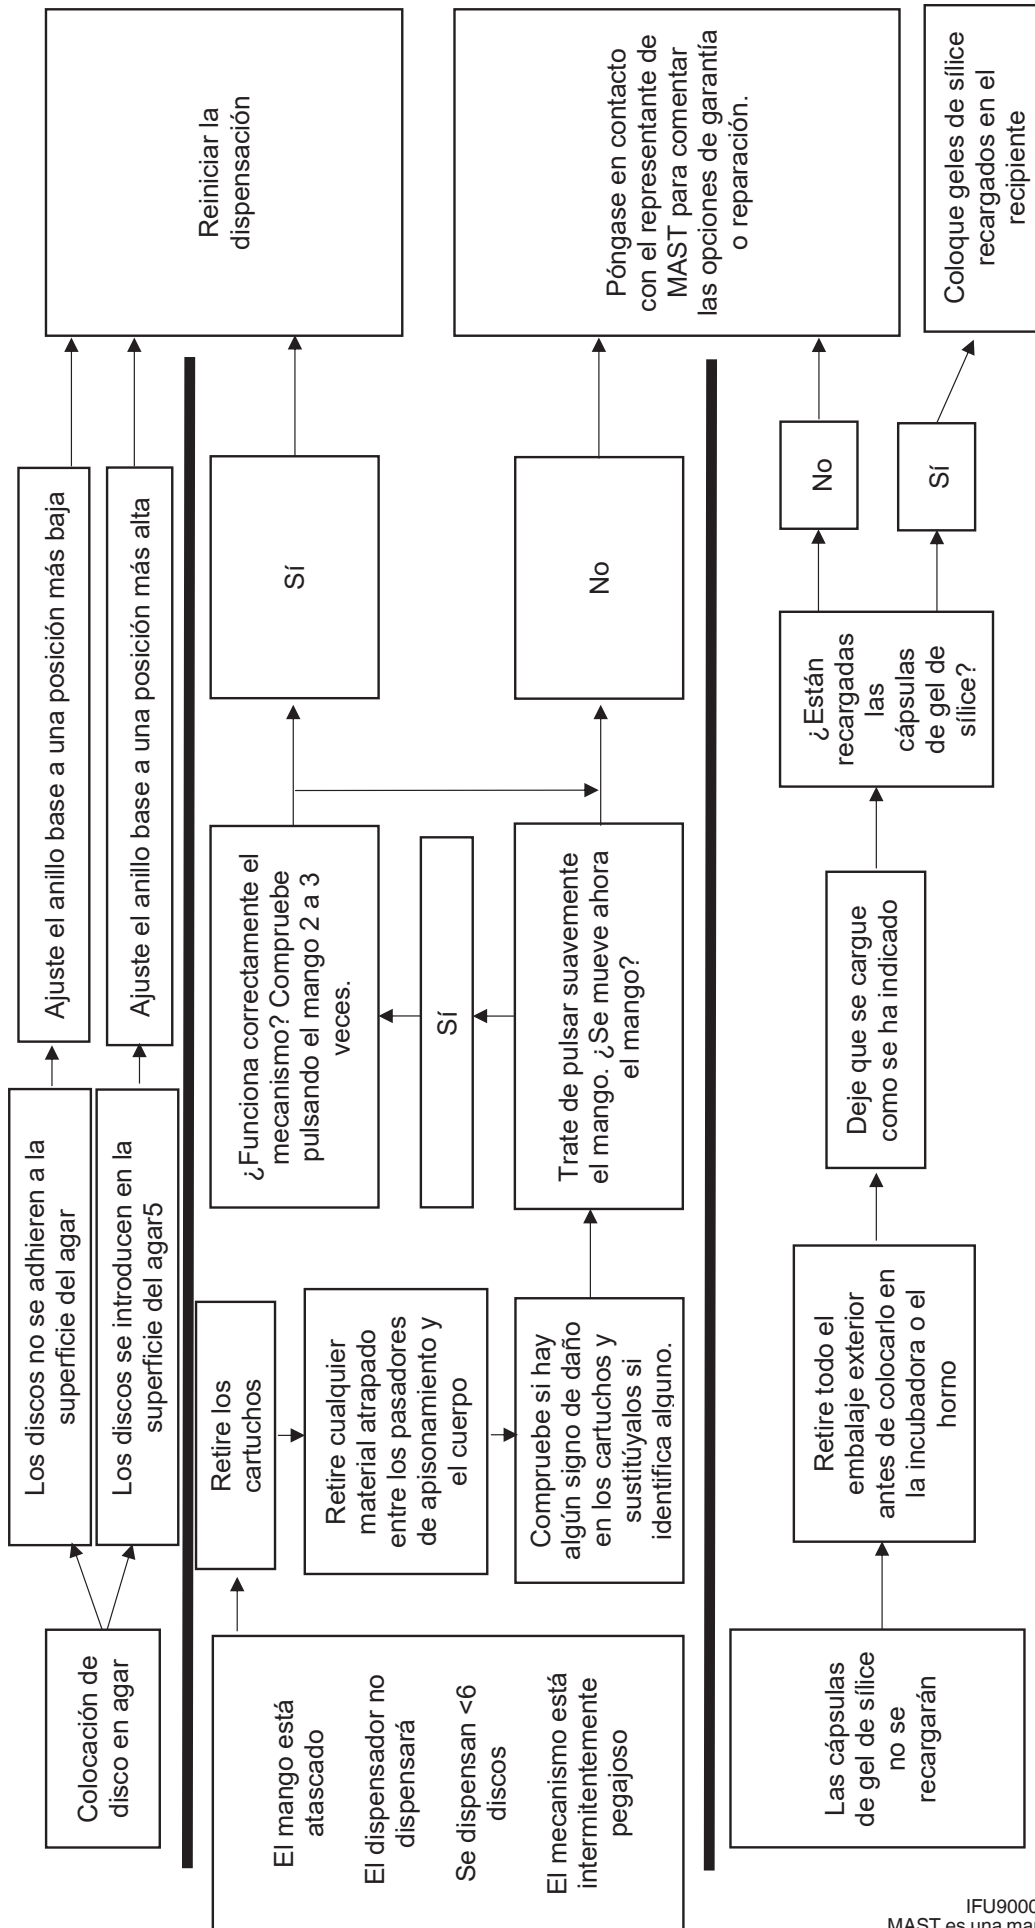 Colocación de
disco en agar
Los discos no se adhieren a la
superficie del agar
Los discos se introducen en la
superficie del agar5
Ajuste el anillo base a una posición más baja
Ajuste el anillo base a una posición más alta
Reiniciar la
dispensación
El mango está
atascado
El dispensador no
dispensará
Se dispensan <6
discos
El mecanismo está
intermitentemente
pegajoso
Retire los
cartuchos
Retire cualquier
material atrapado
entre los pasadores
de apisonamiento y
el cuerpo
Compruebe si hay
algún signo de daño
en los cartuchos y
sustitúyalos si
identifica alguno.
Trate de pulsar suavemente
el mango. ¿Se mueve ahora
el mango?
Sí
¿Funciona correctamente el
mecanismo? Compruebe
pulsando el mango 2 a 3
veces.
Sí
No
Póngase en contacto
con el representante de
MAST para comentar
las opciones de garantía
o reparación.
Las cápsulas
de gel de sílice
no se
recargarán
Retire todo el
embalaje exterior
antes de colocarlo en
la incubadora o el
horno
Deje que se cargue
como se ha indicado
¿Están
recargadas
las
cápsulas
de gel de
sílice?
No
Sí
Coloque geles de sílice
recargados en el
recipiente
IFU9000
MAST es una mar